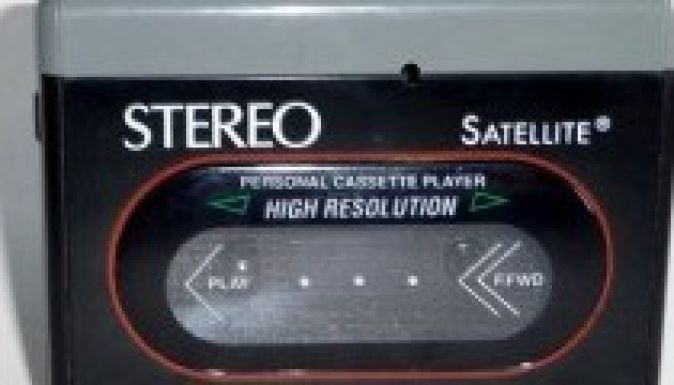 STEREO SATELLITE®
PERSONAL CASSETTE PLAYER
HIGH RESOLUTION
PLAY FFWD